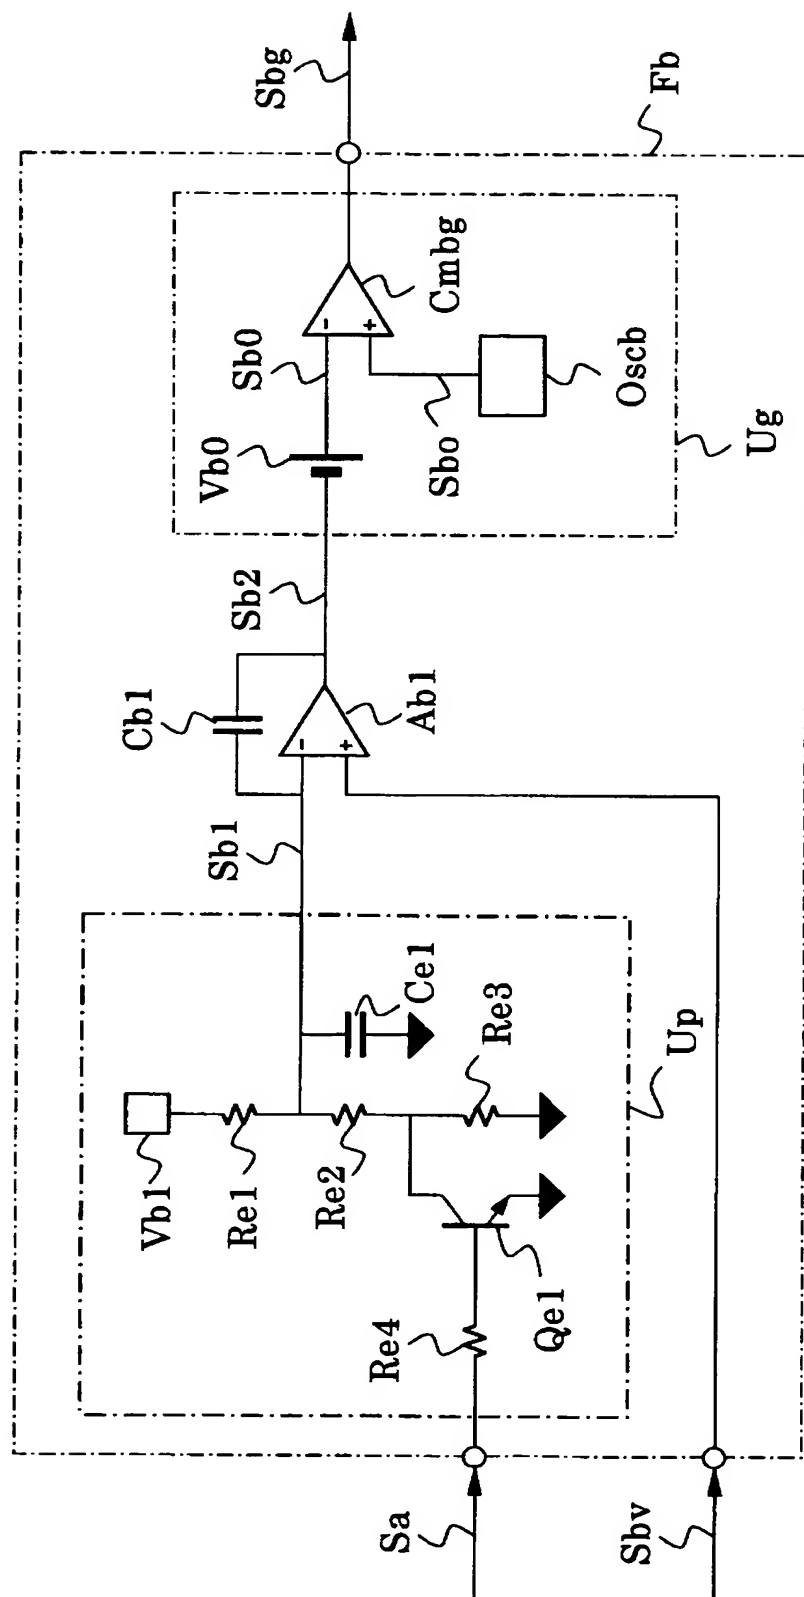 Sbg
Fb
Cmbg
Sb0
Vb0
-
+
Sbo
Oscb
Ug
Sb2
Cb1
Ab1
-
+
Sb1
Ce1
Re3
Up
Vb1
Re1
Re2
Qe1
Re4
Sa
Sbv